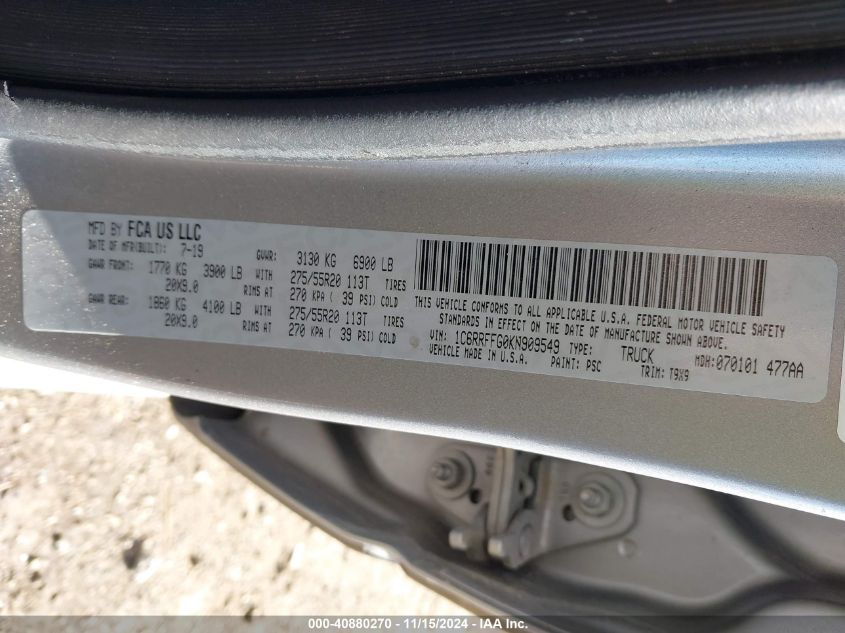 MFD BY FCA US LLC
DATE OF MFR(BUILT): 7-19 GVWR: 3130 KG 6900 LB
GAWR FRONT: 1770 KG 3900 LB WITH 275/55R20 113T TIRES
20X9.0 RIMS AT 270 KPA ( 39 PSI) COLD
GAWR REAR: 1860 KG 4100 LB WITH 275/55R20 113T TIRES
20X9.0 RIMS AT 270 KPA ( 39 PSI) COLD
THIS VEHICLE CONFORMS TO ALL APPLICABLE U.S.A. FEDERAL MOTOR VEHICLE SAFETY
STANDARDS IN EFFECT ON THE DATE OF MANUFACTURE SHOWN ABOVE.
VIN: 1C6RRFFG0KN909549 TYPE: TRUCK MDH:070101 477AA
VEHICLE MADE IN U.S.A. PAINT: PSC TRIM: T9X9
000-40880270 - 11/15/2024 - IAA Inc.